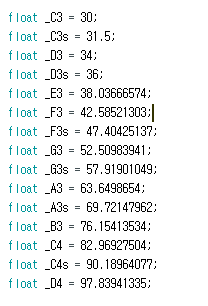 float _C3 = 30;
float _C3s = 31.5;
float _D3 = 34;
float _D3s = 36;
float _E3 = 38.03666574;
float _F3 = 42.58521303;
float _F3s = 47.40425137;
float _G3 = 52.50983941;
float _G3s = 57.91901049;
float _A3 = 63.6498654;
float _A3s = 69.72147962;
float _B3 = 76.15413534;
float _C4 = 82.96927504;
float _C4s = 90.18964077;
float _D4 = 97.83941335;